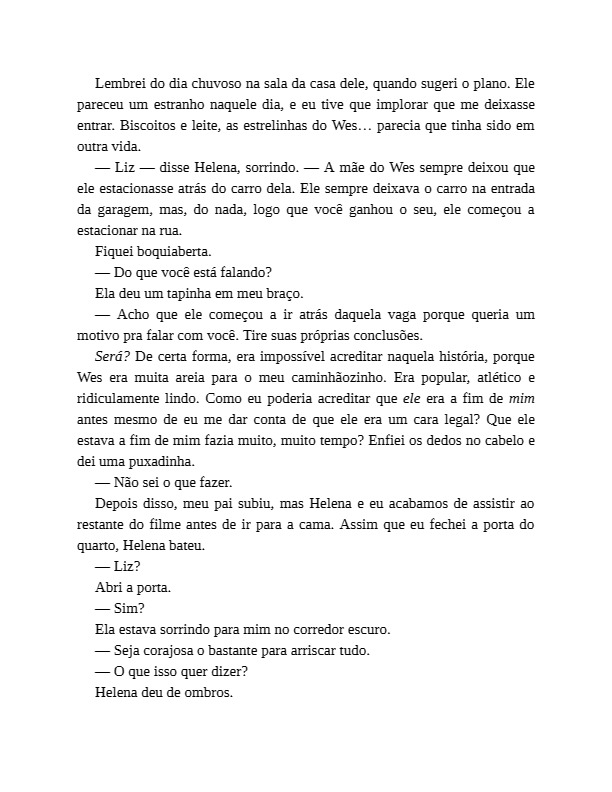 Lembrei do dia chuvoso na sala da casa dele, quando sugeri o plano. Ele
pareceu um estranho naquele dia, e eu tive que implorar que me deixasse
entrar. Biscoitos e leite, as estrelinhas do Wes… parecia que tinha sido em
outra vida.
— Liz — disse Helena, sorrindo. — A mãe do Wes sempre deixou que
ele estacionasse atrás do carro dela. Ele sempre deixava o carro na entrada
da garagem, mas, do nada, logo que você ganhou o seu, ele começou a
estacionar na rua.
Fiquei boquiaberta.
— Do que você está falando?
Ela deu um tapinha em meu braço.
— Acho que ele começou a ir atrás daquela vaga porque queria um
motivo pra falar com você. Tire suas próprias conclusões.
Será? De certa forma, era impossível acreditar naquela história, porque
Wes era muita areia para o meu caminhãozinho. Era popular, atlético e
ridiculamente lindo. Como eu poderia acreditar que ele era a fim de mim
antes mesmo de eu me dar conta de que ele era um cara legal? Que ele
estava a fim de mim fazia muito, muito tempo? Enfiei os dedos no cabelo e
dei uma puxadinha.
— Não sei o que fazer.
Depois disso, meu pai subiu, mas Helena e eu acabamos de assistir ao
restante do filme antes de ir para a cama. Assim que eu fechei a porta do
quarto, Helena bateu.
— Liz?
Abri a porta.
— Sim?
Ela estava sorrindo para mim no corredor escuro.
— Seja corajosa o bastante para arriscar tudo.
— O que isso quer dizer?
Helena deu de ombros.